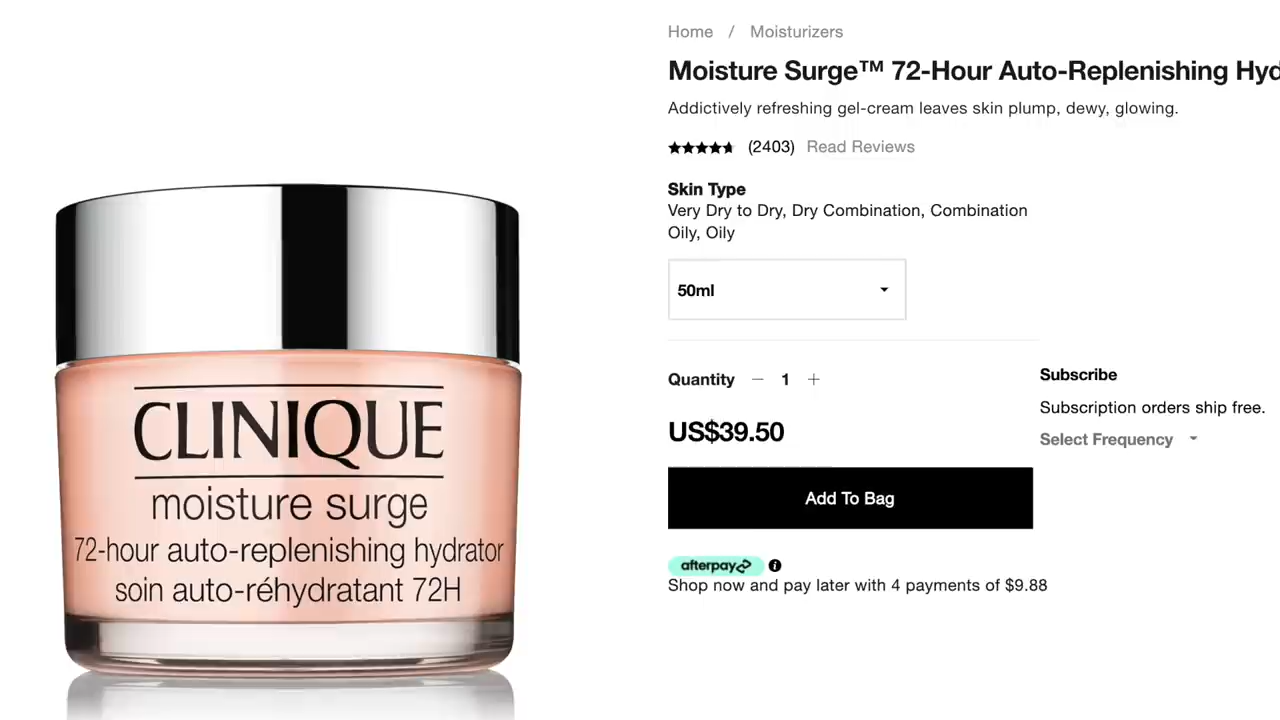 CLINIQUE
moisture surge
72-hour auto-replenishing hydrator
soin auto-réhydratant 72H
Home / Moisturizers
Moisture Surge™ 72-Hour Auto-Replenishing Hyd
Addictively refreshing gel-cream leaves skin plump, dewy, glowing.
(2403) Read Reviews
Skin Type
Very Dry to Dry, Dry Combination, Combination
Oily, Oily
50ml
Quantity — 1 +
US$39.50
Add To Bag
Subscribe
Subscription orders ship free.
Select Frequency
afterpay
Shop now and pay later with 4 payments of $9.88